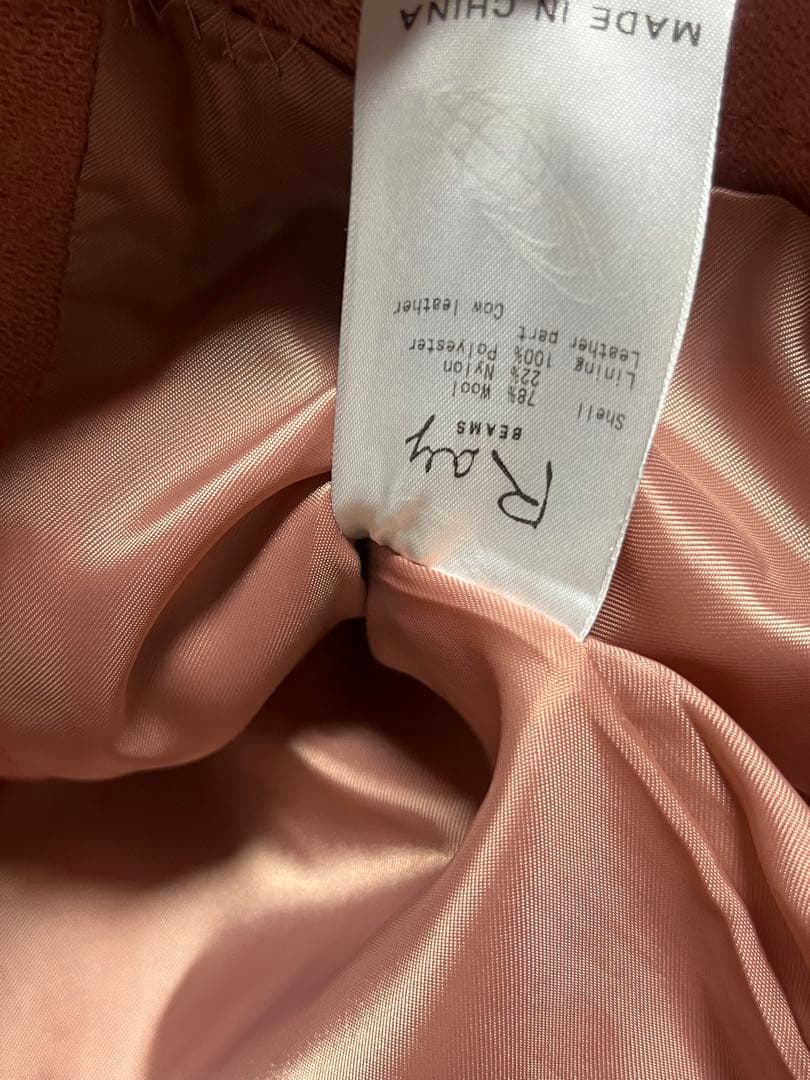 Ray
BEAMS
Shell 78% Wool
22% Nylon
Lining 100% Polyester
Leather part
Cow leather
MADE IN CHINA